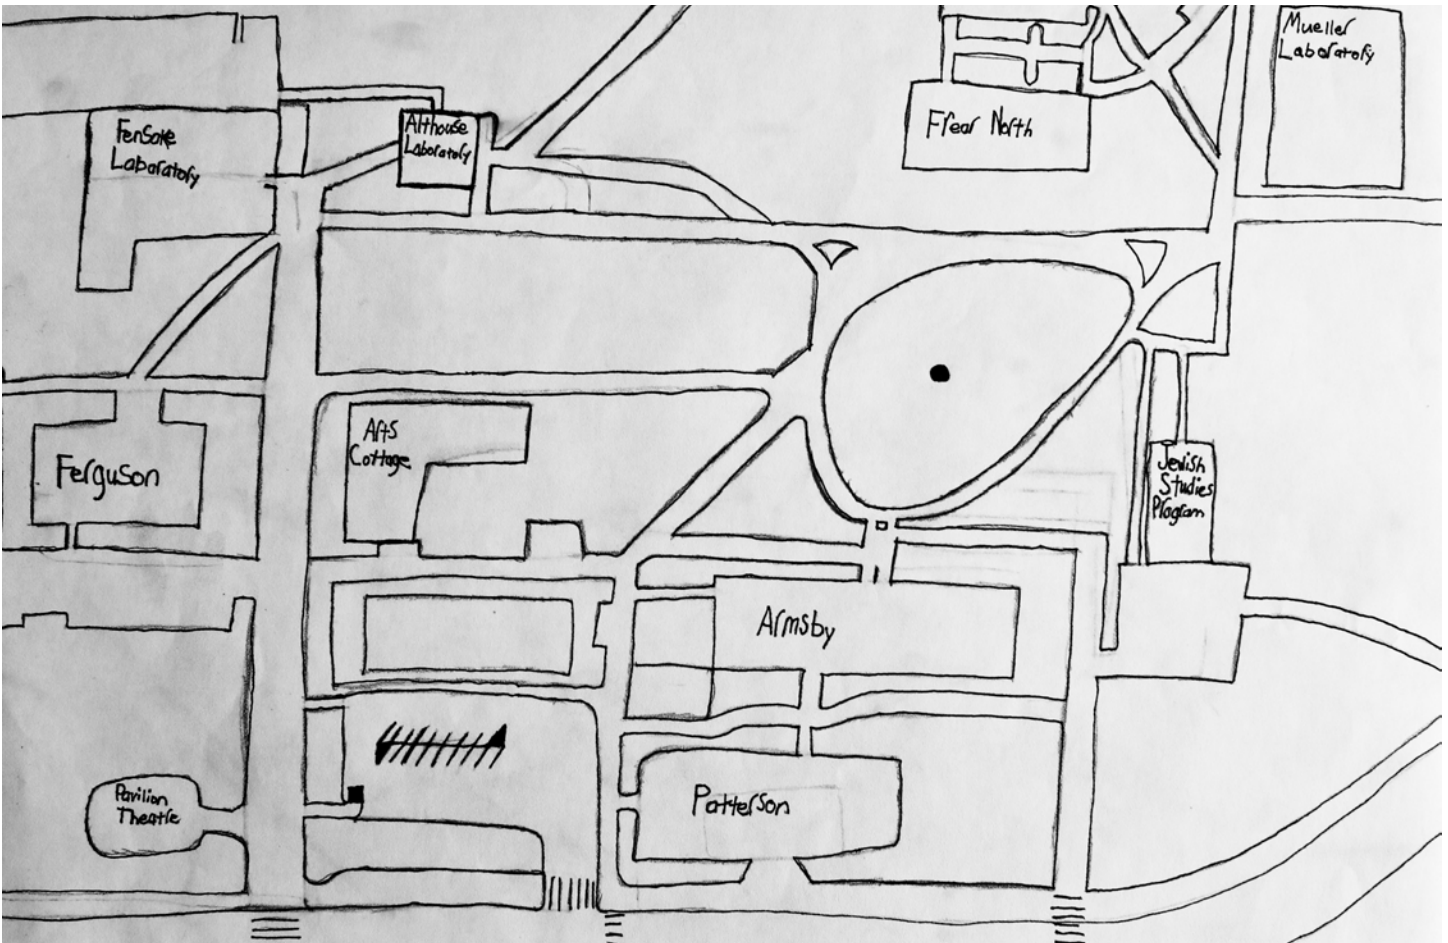 Mueller
Laboratory
Fenske
Laboratory
Althouse
Laboratory
Frear North
Arts
Cottage
Ferguson
Jewish
Studies
Program
Armsby
Pavilion
Theatre
Patterson